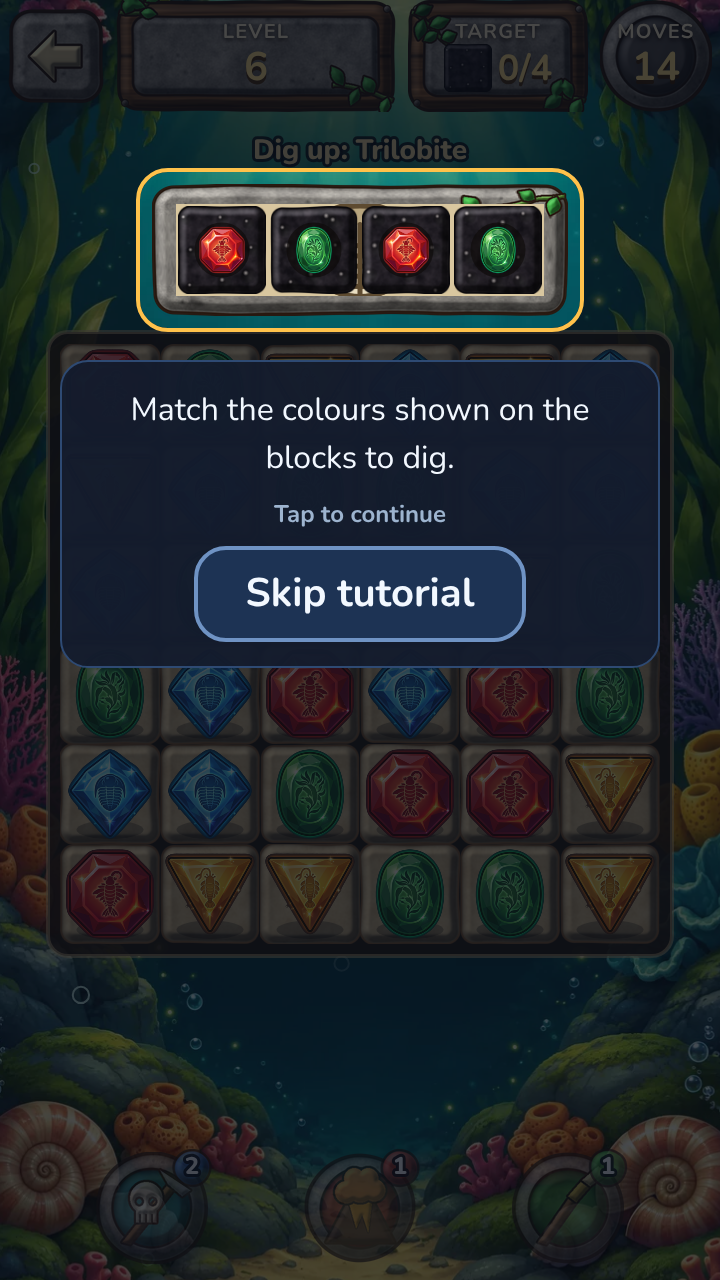 LEVEL
6
TARGET
0/4
MOVES
14
Dig up: Trilobite
Match the colours shown on the
blocks to dig.
Tap to continue
Skip tutorial
2
1
1